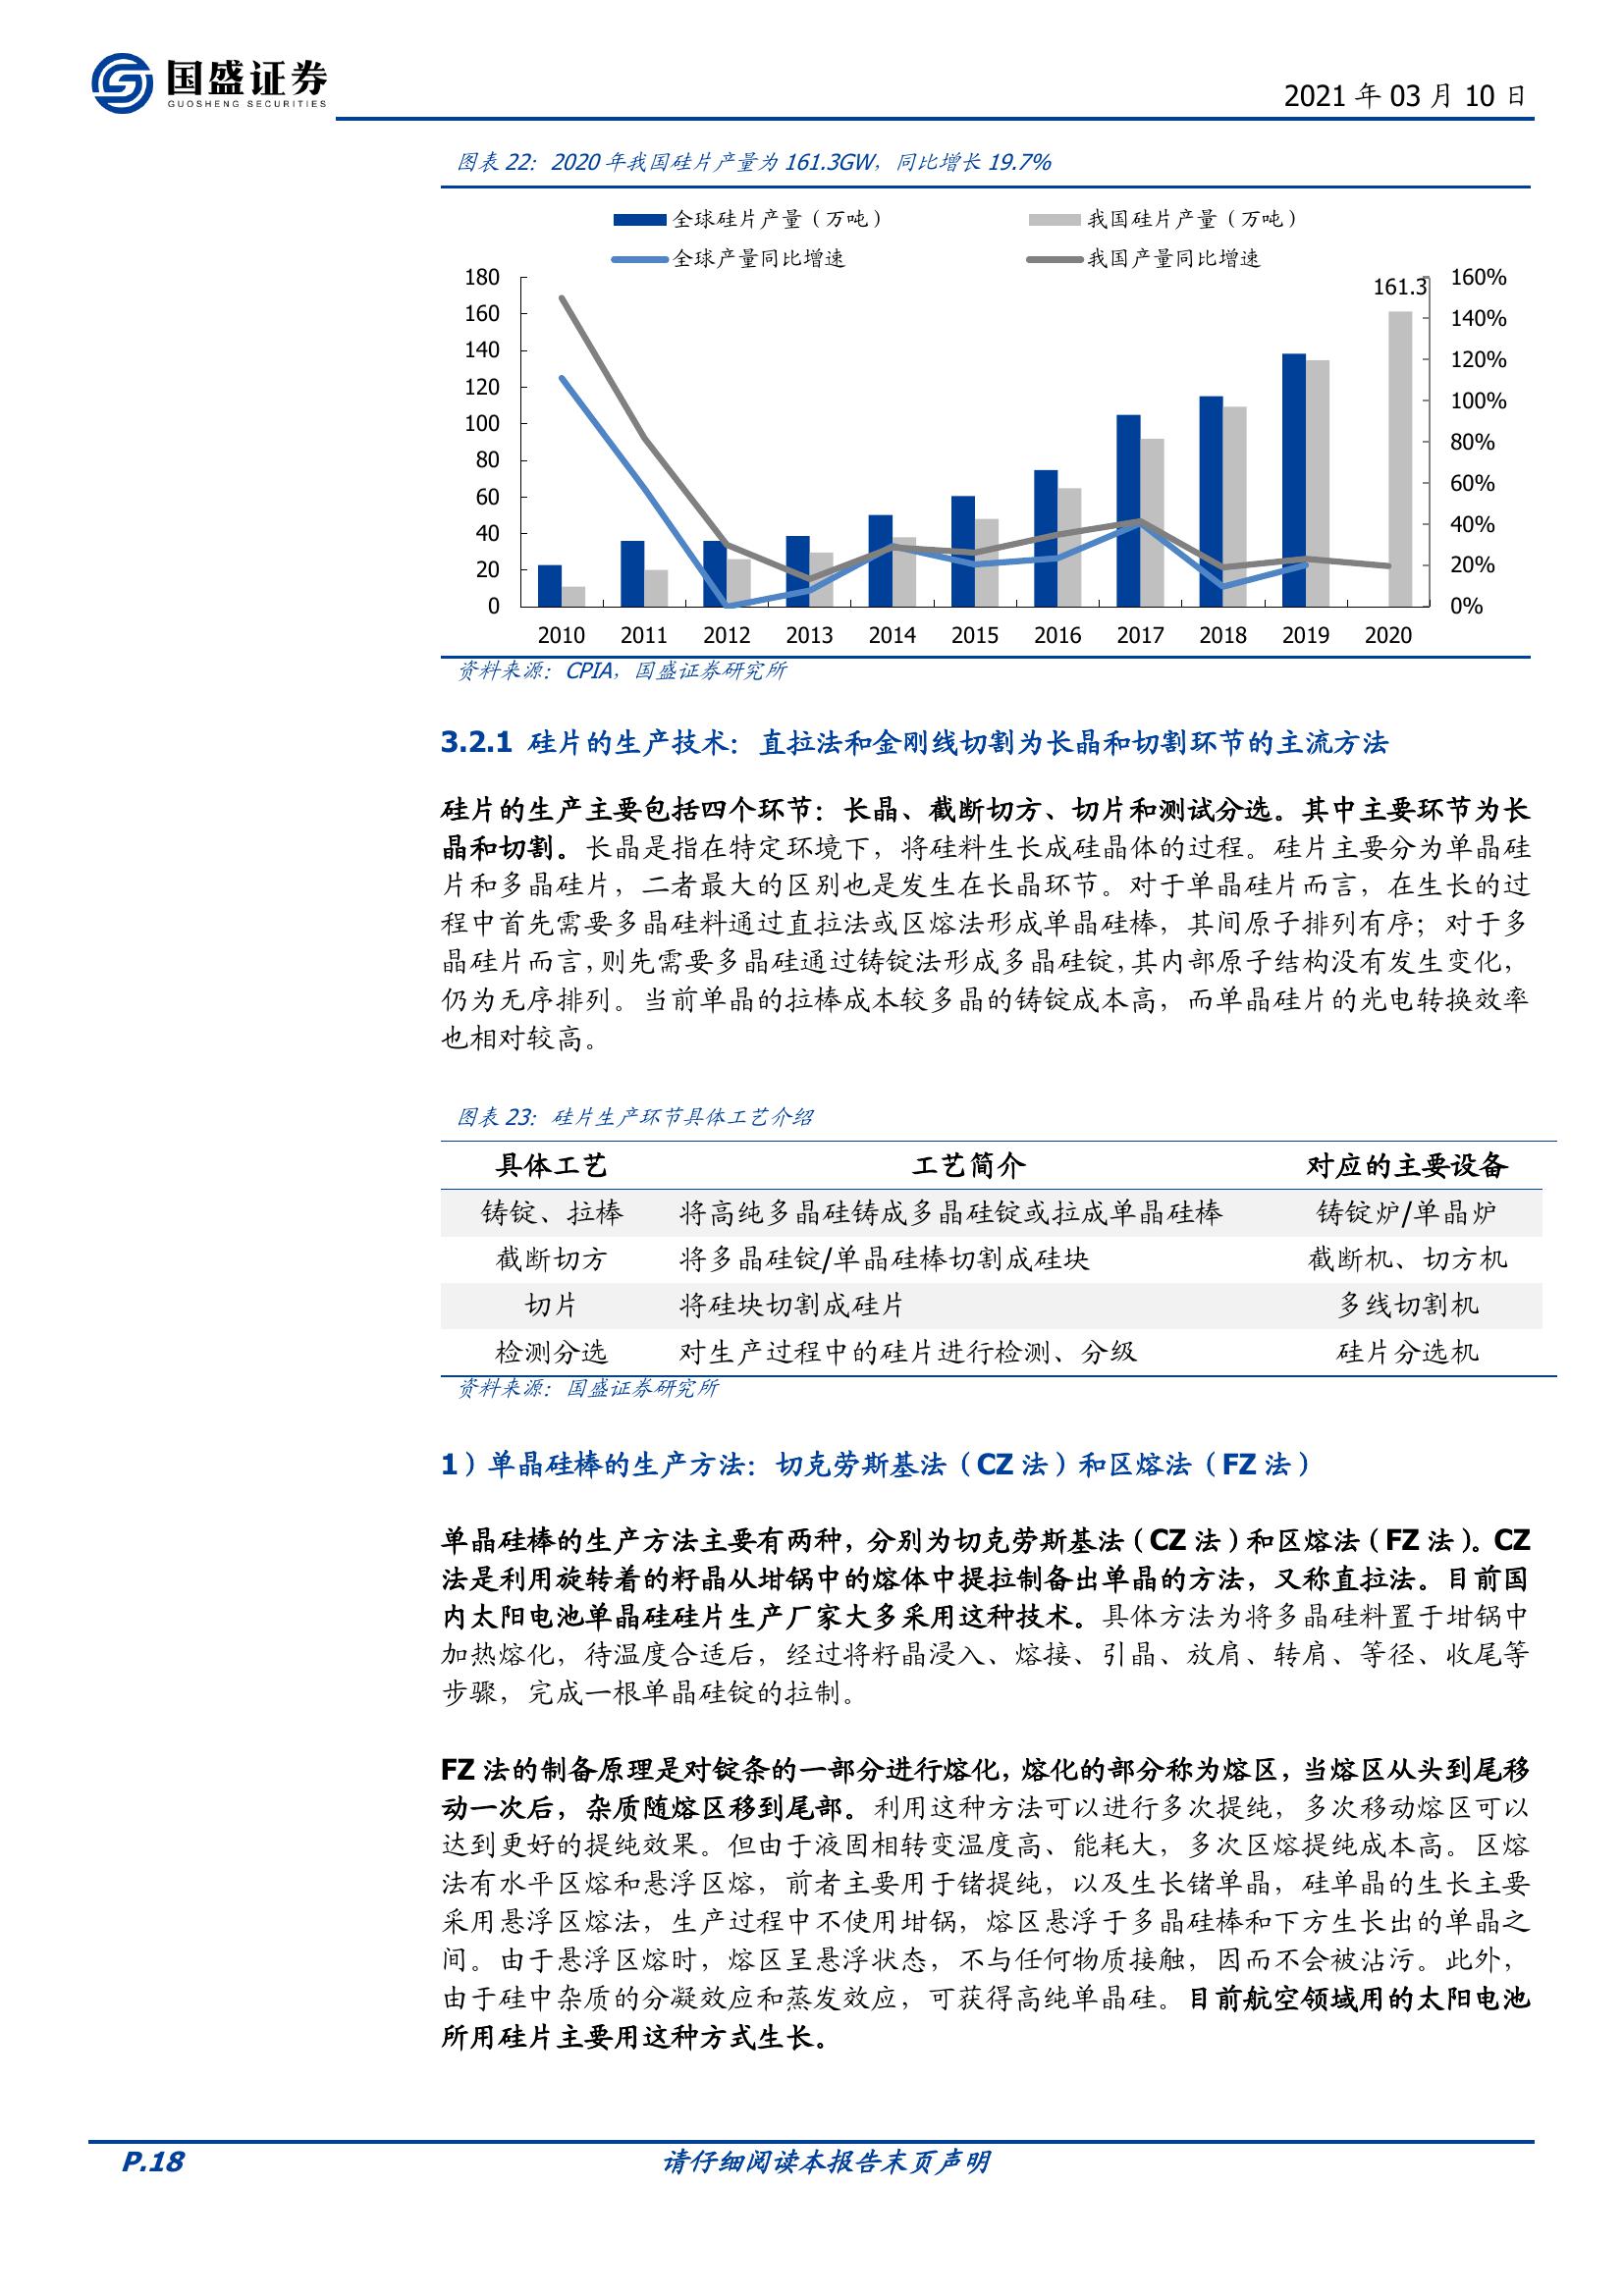 国盛证券
GUOSHENG SECURITIES
2021 年 03 月 10 日
图表 22：2020 年我国硅片产量为 161.3GW，同比增长 19.7%
全球硅片产量（万吨）
我国硅片产量（万吨）
全球产量同比增速
我国产量同比增速
180
160
140
120
100
80
60
40
20
0
161.3
160%
140%
120%
100%
80%
60%
40%
20%
0%
2010 2011 2012 2013 2014 2015 2016 2017 2018 2019 2020
资料来源：CPIA，国盛证券研究所
3.2.1 硅片的生产技术：直拉法和金刚线切割为长晶和切割环节的主流方法
硅片的生产主要包括四个环节：长晶、截断切方、切片和测试分选。其中主要环节为长
晶和切割。长晶是指在特定环境下，将硅料生长成硅晶体的过程。硅片主要分为单晶硅
片和多晶硅片，二者最大的区别也是发生在长晶环节。对于单晶硅片而言，在生长的过
程中首先需要多晶硅料通过直拉法或区熔法形成单晶硅棒，其间原子排列有序；对于多
晶硅片而言，则先需要多晶硅通过铸锭法形成多晶硅锭，其内部原子结构没有发生变化，
仍为无序排列。当前单晶的拉棒成本较多晶的铸锭成本高，而单晶硅片的光电转换效率
也相对较高。
图表 23：硅片生产环节具体工艺介绍
具体工艺 工艺简介 对应的主要设备
铸锭、拉棒 将高纯多晶硅铸成多晶硅锭或拉成单晶硅棒 铸锭炉/单晶炉
截断切方 将多晶硅锭/单晶硅棒切割成硅块 截断机、切方机
切片 将硅块切割成硅片 多线切割机
检测分选 对生产过程中的硅片进行检测、分级 硅片分选机
资料来源：国盛证券研究所
1）单晶硅棒的生产方法：切克劳斯基法（CZ 法）和区熔法（FZ 法）
单晶硅棒的生产方法主要有两种，分别为切克劳斯基法（CZ 法）和区熔法（FZ 法）。CZ
法是利用旋转着的籽晶从坩锅中的熔体中提拉制备出单晶的方法，又称直拉法。目前国
内太阳电池单晶硅硅片生产厂家大多采用这种技术。具体方法为将多晶硅料置于坩锅中
加热熔化，待温度合适后，经过将籽晶浸入、熔接、引晶、放肩、转肩、等径、收尾等
步骤，完成一根单晶硅锭的拉制。
FZ 法的制备原理是对锭条的一部分进行熔化，熔化的部分称为熔区，当熔区从头到尾移
动一次后，杂质随熔区移到尾部。利用这种方法可以进行多次提纯，多次移动熔区可以
达到更好的提纯效果。但由于液固相转变温度高、能耗大，多次区熔提纯成本高。区熔
法有水平区熔和悬浮区熔，前者主要用于锗提纯，以及生长锗单晶，硅单晶的生长主要
采用悬浮区熔法，生产过程中不使用坩锅，熔区悬浮于多晶硅棒和下方生长出的单晶之
间。由于悬浮区熔时，熔区呈悬浮状态，不与任何物质接触，因而不会被沾污。此外，
由于硅中杂质的分凝效应和蒸发效应，可获得高纯单晶硅。目前航空领域用的太阳电池
所用硅片主要用这种方式生长。
P.18
请仔细阅读本报告末页声明